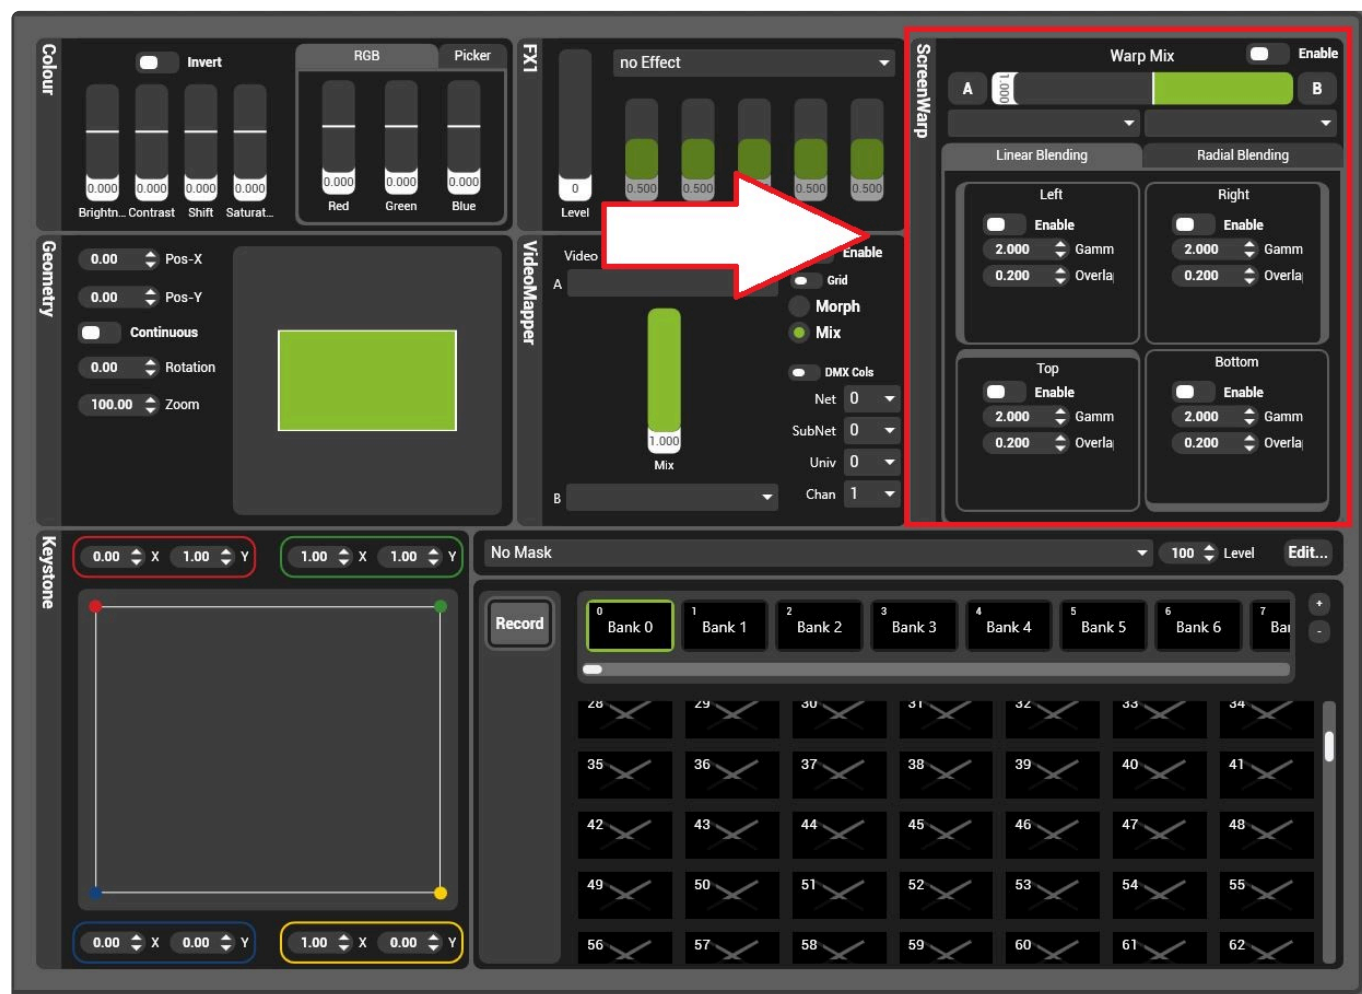 Colour
Invert
RGB
Picker
0.000 0.000 0.000 0.000
0.000 0.000 0.000
Brightn... Contrast Shift Saturat...
Red Green Blue
FX1
no Effect
0 0.500 0.500 0.500 0.500
Level
ScreenWarp
Warp Mix
Enable
A 1.000 B
Linear Blending Radial Blending
Left
Enable
2.000 Gamm
0.200 Overla
Right
Enable
2.000 Gamm
0.200 Overla
Top
Enable
2.000 Gamm
0.200 Overla
Bottom
Enable
2.000 Gamm
0.200 Overla
Geometry
0.00 Pos-X
0.00 Pos-Y
Continuous
0.00 Rotation
100.00 Zoom
VideoMapper
Video
A
Enable
Grid
Morph
Mix
1.000
Mix
B
DMX Cols
Net 0
SubNet 0
Univ 0
Chan 1
Keystone
0.00 X 1.00 Y
1.00 X 1.00 Y
0.00 X 0.00 Y
1.00 X 0.00 Y
No Mask
100 Level Edit...
Record
0 Bank 0
1 Bank 1
2 Bank 2
3 Bank 3
4 Bank 4
5 Bank 5
6 Bank 6
7 Bar
+
-
28 29 30 31 32 33 34
35 36 37 38 39 40 41
42 43 44 45 46 47 48
49 50 51 52 53 54 55
56 57 58 59 60 61 62